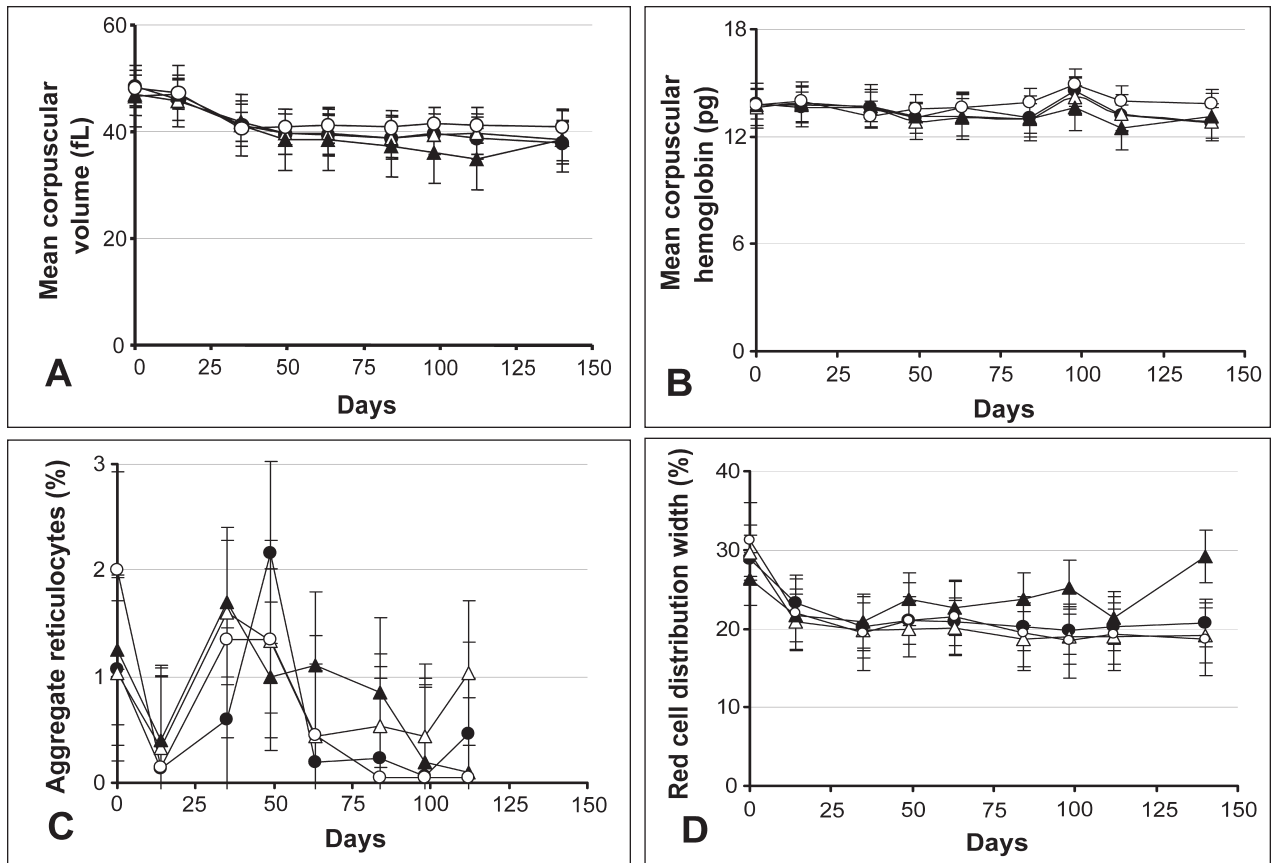 60
40
20
0
Mean corpuscular
volume (fL)
0 25 50 75 100 125 150
Days
A
18
12
6
0
Mean corpuscular
hemoglobin (pg)
0 25 50 75 100 125 150
Days
B
3
2
1
0
Aggregate reticulocytes (%)
0 25 50 75 100 125 150
Days
C
40
30
20
10
0
Red cell distribution width (%)
0 25 50 75 100 125 150
Days
D